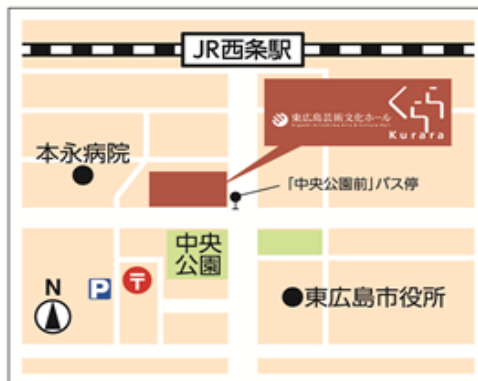 JR西条駅
東広島芸術文化ホール
くらら
Higashi Hiroshima Arts & Culture Hall
Kurara
本永病院
「中央公園前」バス停
中央
公園
N
P
〒
東広島市役所